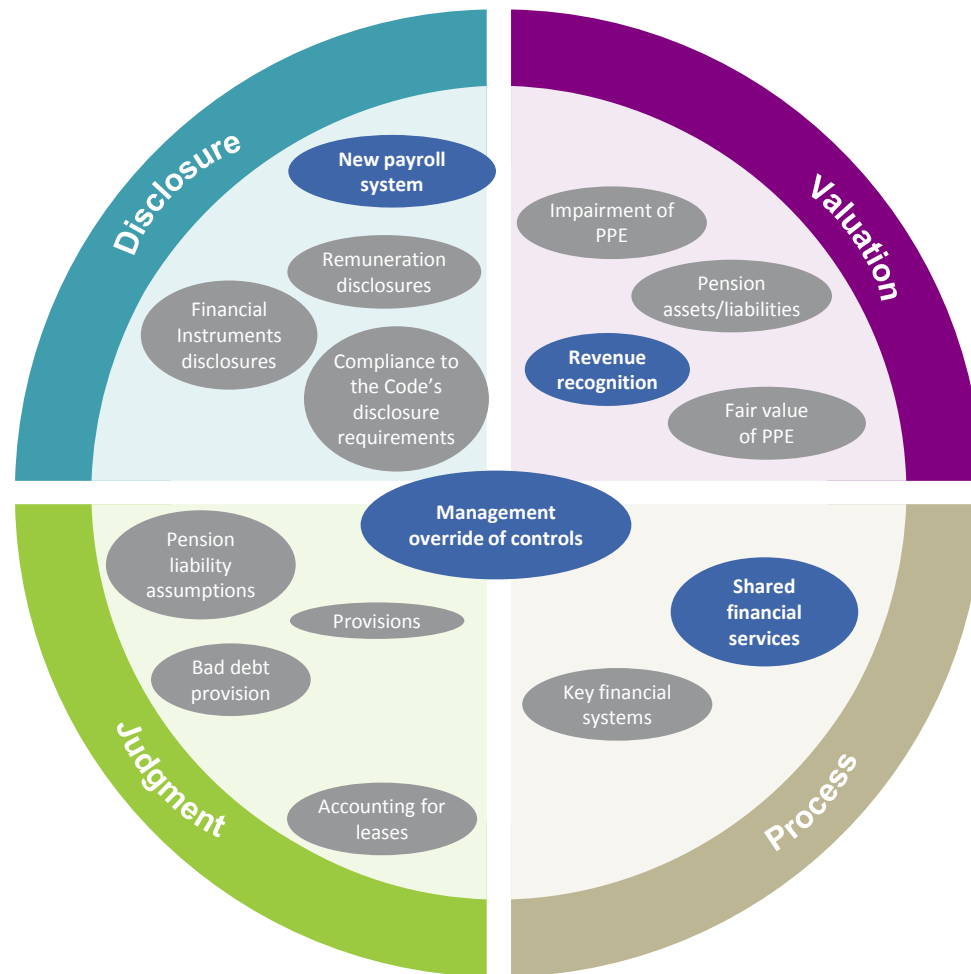 Disclosure
New payroll
system
Remuneration
disclosures
Financial
Instruments
disclosures
Compliance to
the Code's
disclosure
requirements
Valuation
Impairment of
PPE
Pension
assets/liabilities
Revenue
recognition
Fair value
of PPE
Management
override of controls
Judgment
Pension
liability
assumptions
Provisions
Bad debt
provision
Accounting for
leases
Process
Shared
financial
services
Key financial
systems